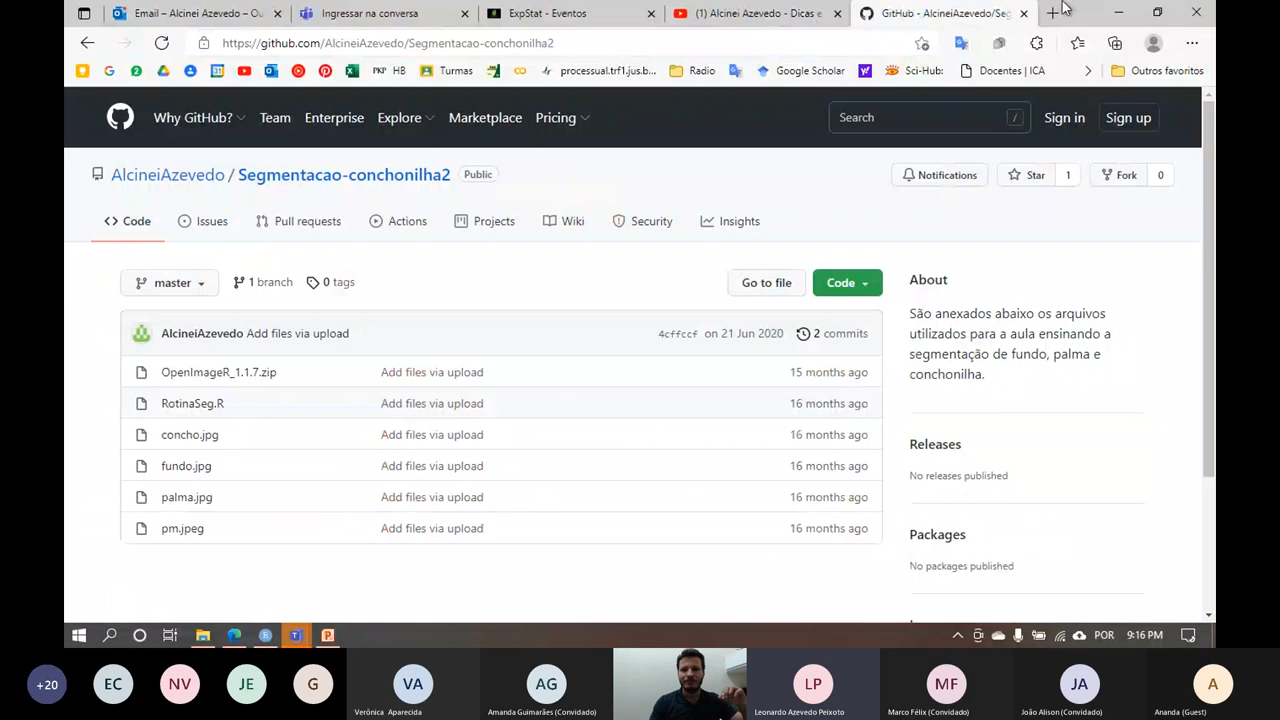 Email – Alcinei Azevedo – Ou
Ingressar na conversa
ExpStat - Eventos
(1) Alcinei Azevedo - Dicas e
GitHub - AlcineiAzevedo/Seg
https://github.com/AlcineiAzevedo/Segmentacao-conchonilha2
PKP HB
Turmas
processual.trf1.jus.b...
Radio
Google Scholar
Sci-Hub:
Docentes | ICA
Outros favoritos
Why GitHub?
Team
Enterprise
Explore
Marketplace
Pricing
Search
/
Sign in
Sign up
AlcineiAzevedo / Segmentacao-conchonilha2 Public
Notifications
Star 1
Fork 0
Code
Issues
Pull requests
Actions
Projects
Wiki
Security
Insights
master
1 branch
0 tags
Go to file
Code
AlcineiAzevedo Add files via upload 4cffccf on 21 Jun 2020 2 commits
OpenImageR_1.1.7.zip Add files via upload 15 months ago
RotinaSeg.R Add files via upload 16 months ago
concho.jpg Add files via upload 16 months ago
fundo.jpg Add files via upload 16 months ago
palma.jpg Add files via upload 16 months ago
pm.jpeg Add files via upload 16 months ago
About
São anexados abaixo os arquivos
utilizados para a aula ensinando a
segmentação de fundo, palma e
conchonilha.
Releases
No releases published
Packages
No packages published
POR
9:16 PM
+20
EC
NV
JE
G
VA
Verônica Aparecida
AG
Amanda Guimarães (Convidado)
LP
Leonardo Azevedo Peixoto
MF
Marco Félix (Convidado)
JA
João Alison (Convidado)
A
Ananda (Guest)